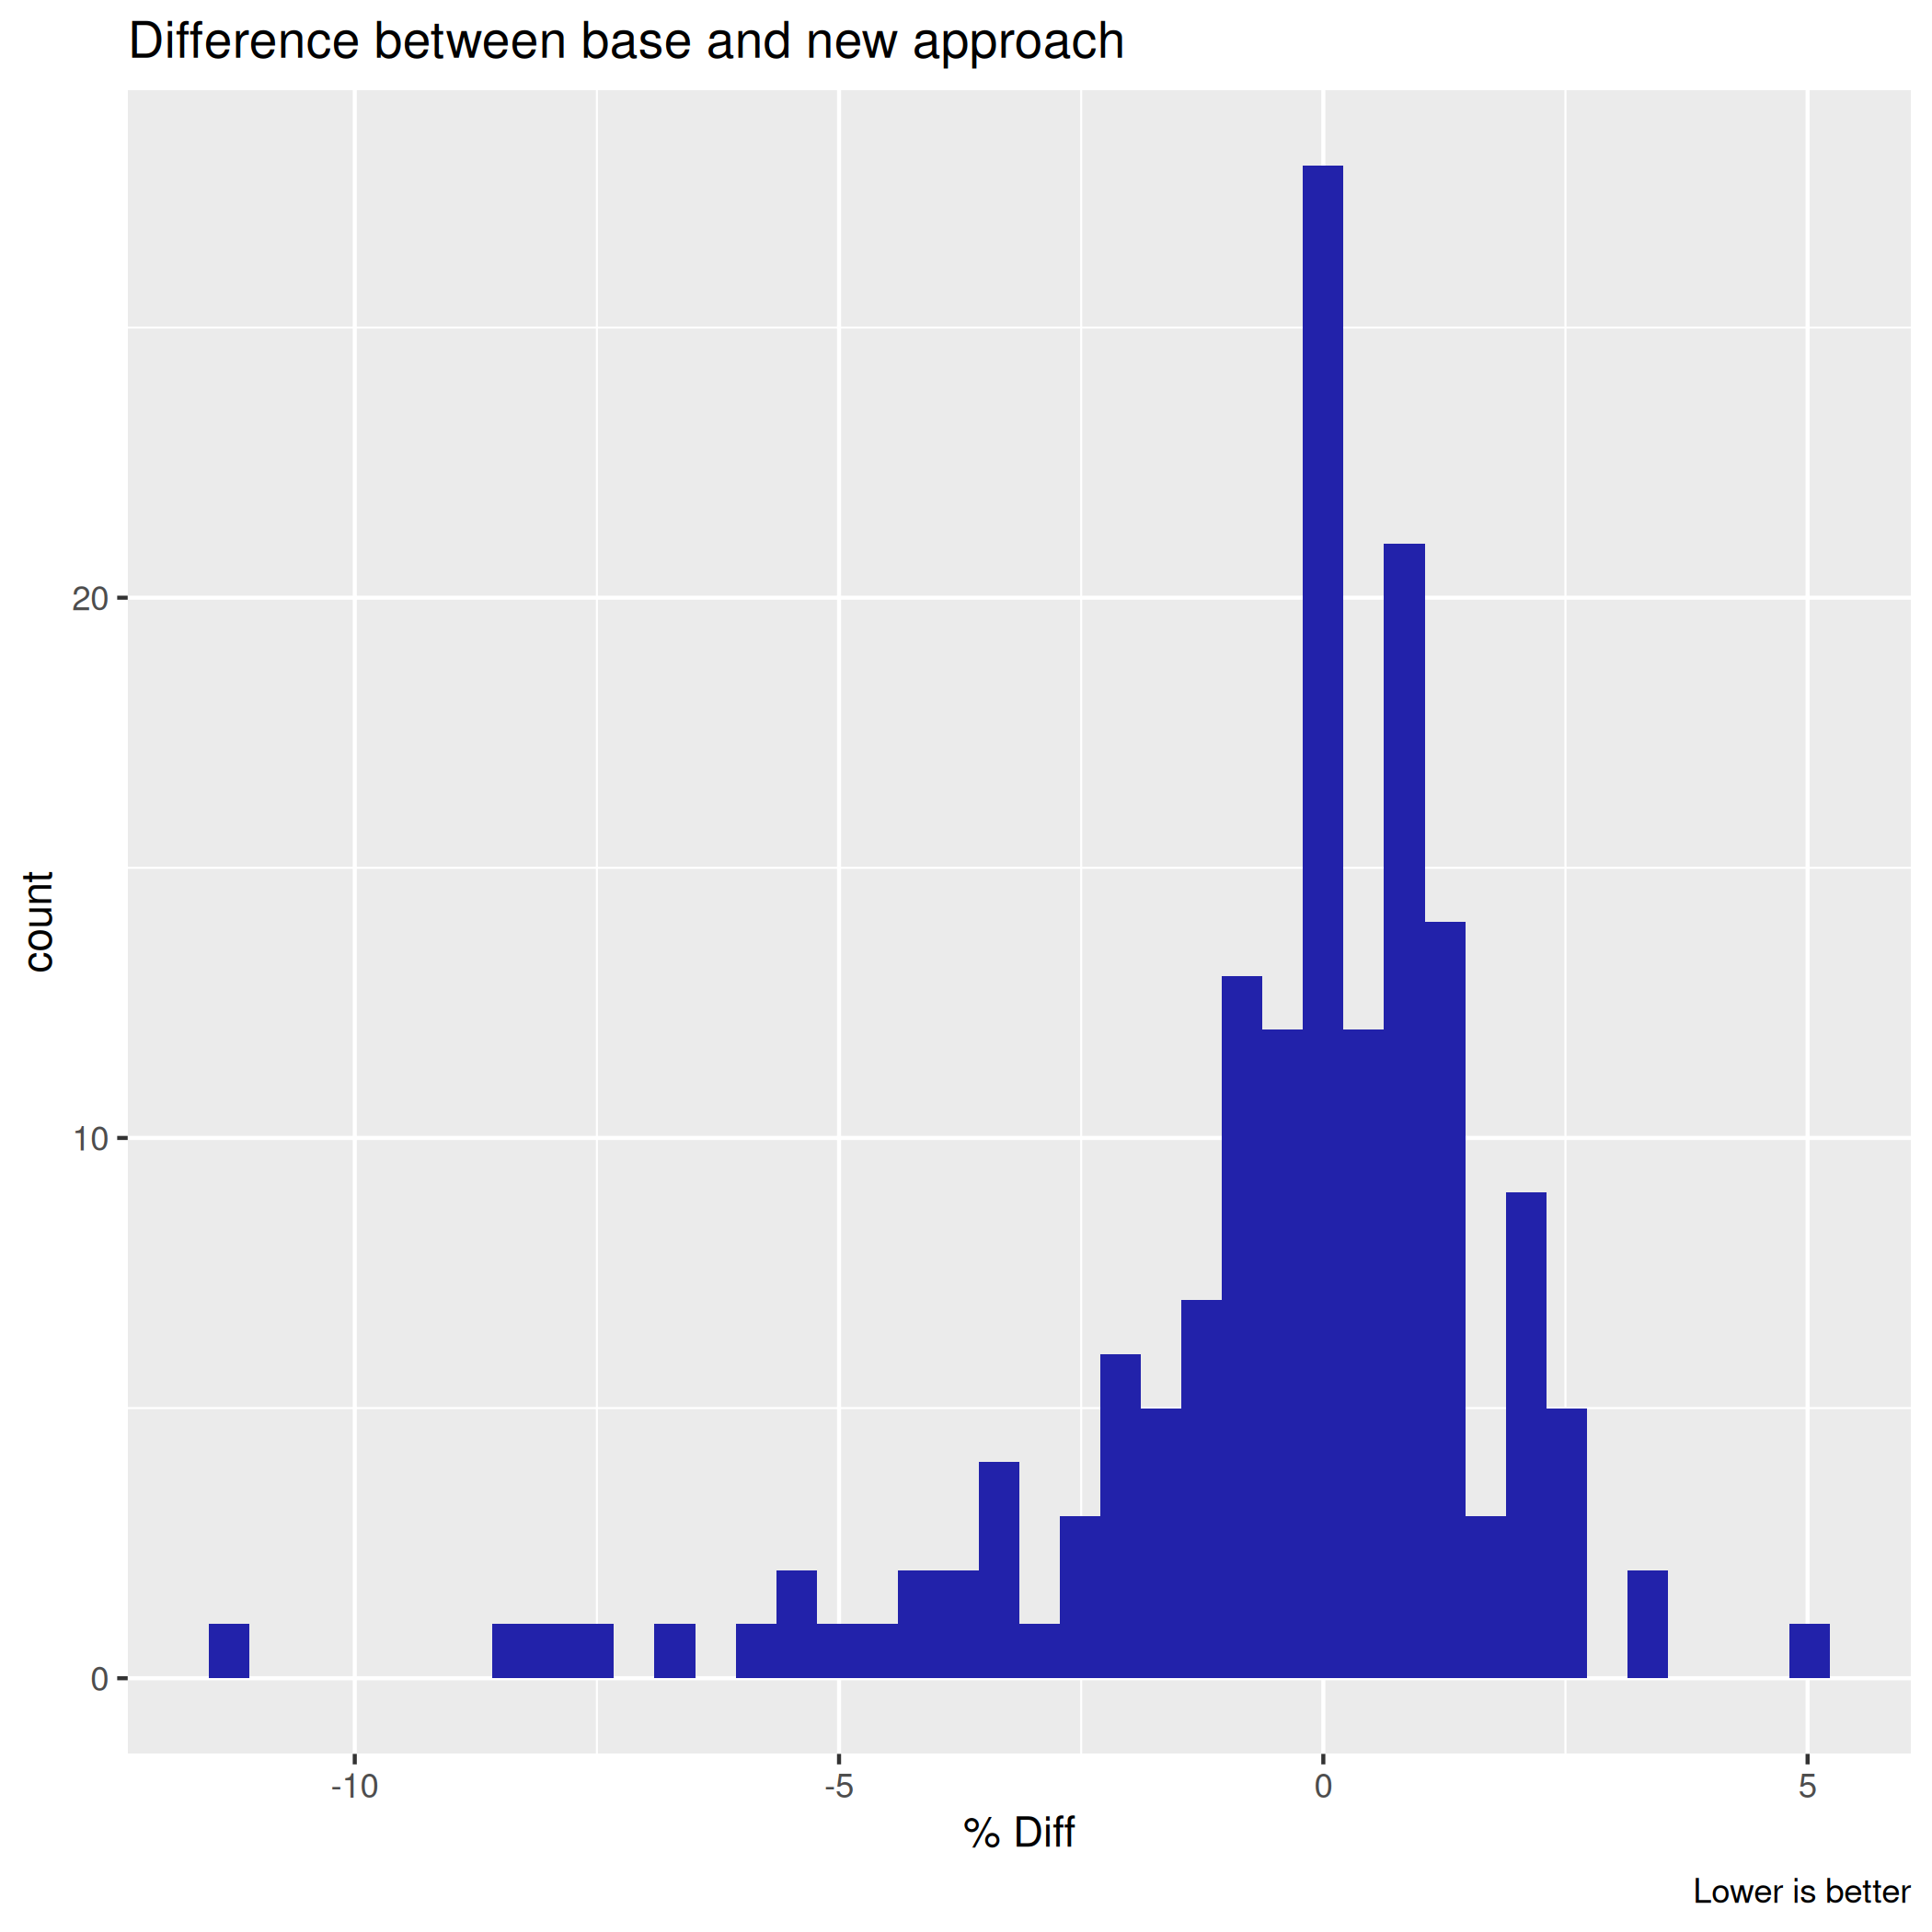 Difference between base and new approach
count
20
10
0
-10 -5 0 5
% Diff
Lower is better